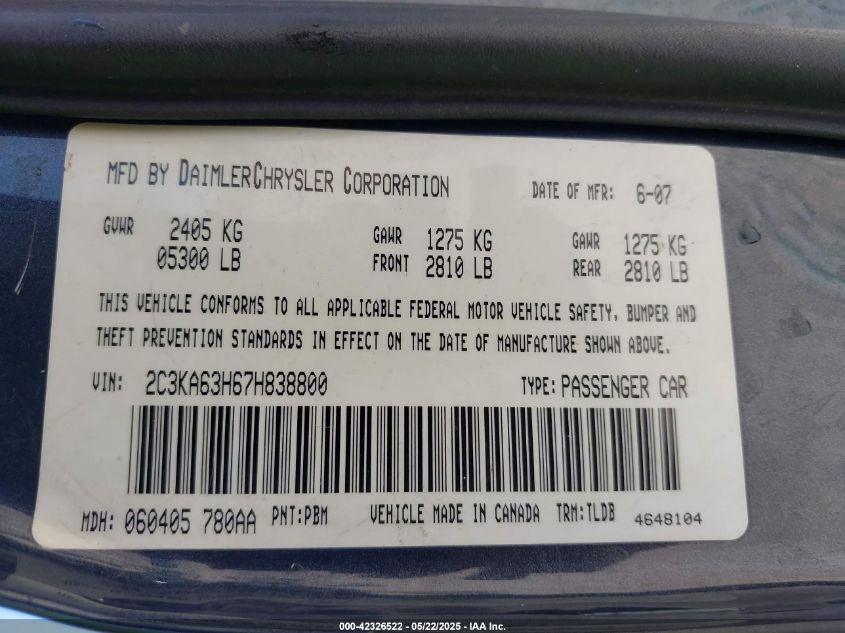 MFD BY DAIMLERCHRYSLER CORPORATION DATE OF MFR: 6-07
GVWR 2405 KG GAWR 1275 KG GAWR 1275 KG
05300 LB FRONT 2810 LB REAR 2810 LB
THIS VEHICLE CONFORMS TO ALL APPLICABLE FEDERAL MOTOR VEHICLE SAFETY, BUMPER AND
THEFT PREVENTION STANDARDS IN EFFECT ON THE DATE OF MANUFACTURE SHOWN ABOVE.
VIN: 2C3KA63H67H838800 TYPE: PASSENGER CAR
MDH: 060405 780AA PNT:PBM VEHICLE MADE IN CANADA TRM:TLDB 4648104
000-42326522 - 05/22/2025 - IAA Inc.